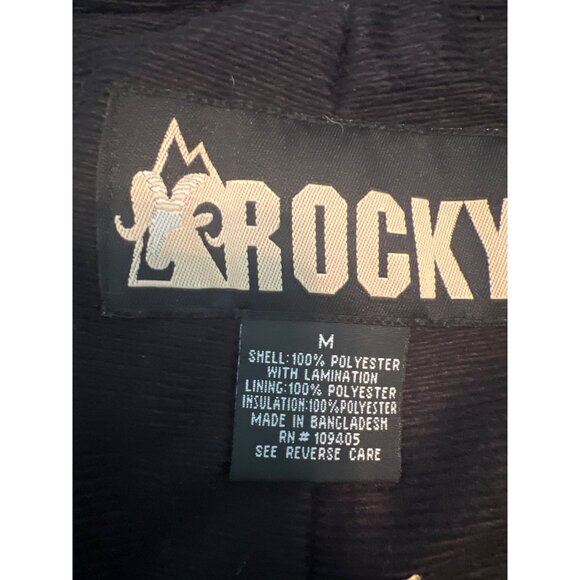 ROCKY
M
SHELL:100% POLYESTER
WITH LAMINATION
LINING:100% POLYESTER
INSULATION:100%POLYESTER
MADE IN BANGLADESH
RN# 109405
SEE REVERSE CARE